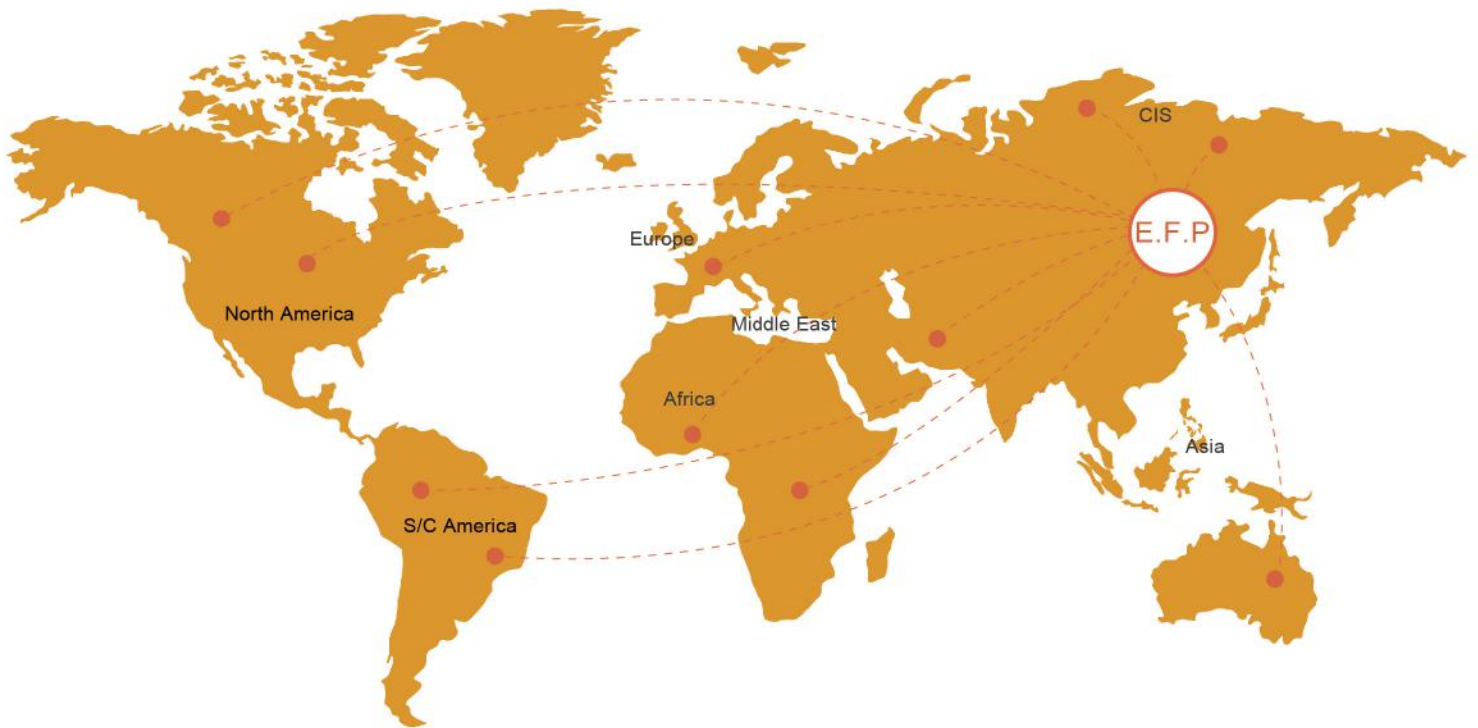 CIS
E.F.P
Europe
North America
Middle East
Africa
Asia
S/C America